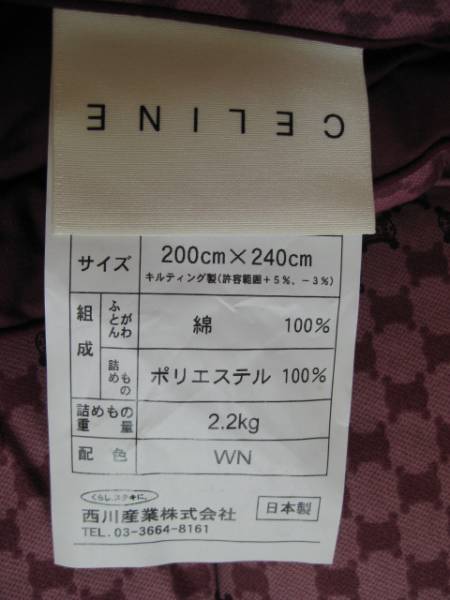 CELINE
サイズ 200cm×240cm
キルティング製(許容範囲+5%、-3%)
組成 ふとんがわ 綿 100%
詰めもの ポリエステル 100%
詰めもの重量 2.2kg
配色 WN
くらし、ステキに。
西川産業株式会社 日本製
TEL. 03-3664-8161